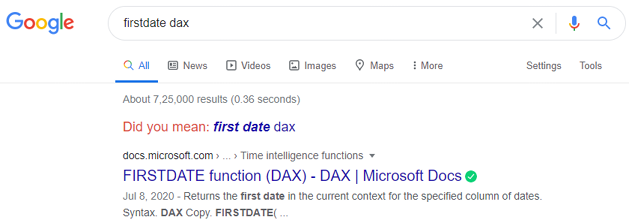 Google
firstdate dax
All News Videos Images Maps More Settings Tools
About 7,25,000 results (0.36 seconds)
Did you mean: first date dax
docs.microsoft.com › ... › Time intelligence functions
FIRSTDATE function (DAX) - DAX | Microsoft Docs
Jul 8, 2020 - Returns the first date in the current context for the specified column of dates.
Syntax. DAX Copy. FIRSTDATE( ...